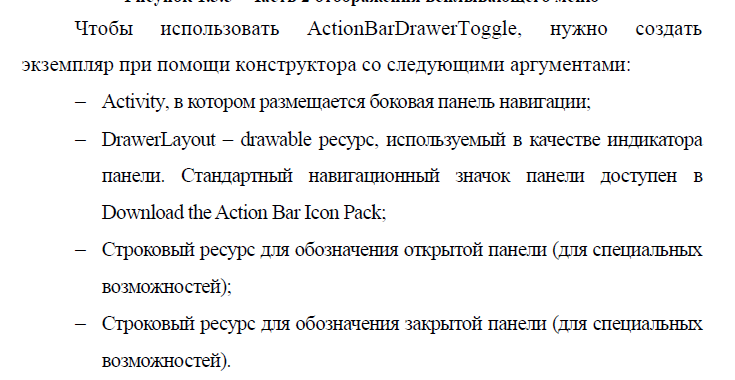 Чтобы использовать ActionBarDrawerToggle, нужно создать
экземпляр при помощи конструктора со следующими аргументами:
– Activity, в котором размещается боковая панель навигации;
– DrawerLayout – drawable ресурс, используемый в качестве индикатора
панели. Стандартный навигационный значок панели доступен в
Download the Action Bar Icon Pack;
– Строковый ресурс для обозначения открытой панели (для специальных
возможностей);
– Строковый ресурс для обозначения закрытой панели (для специальных
возможностей).